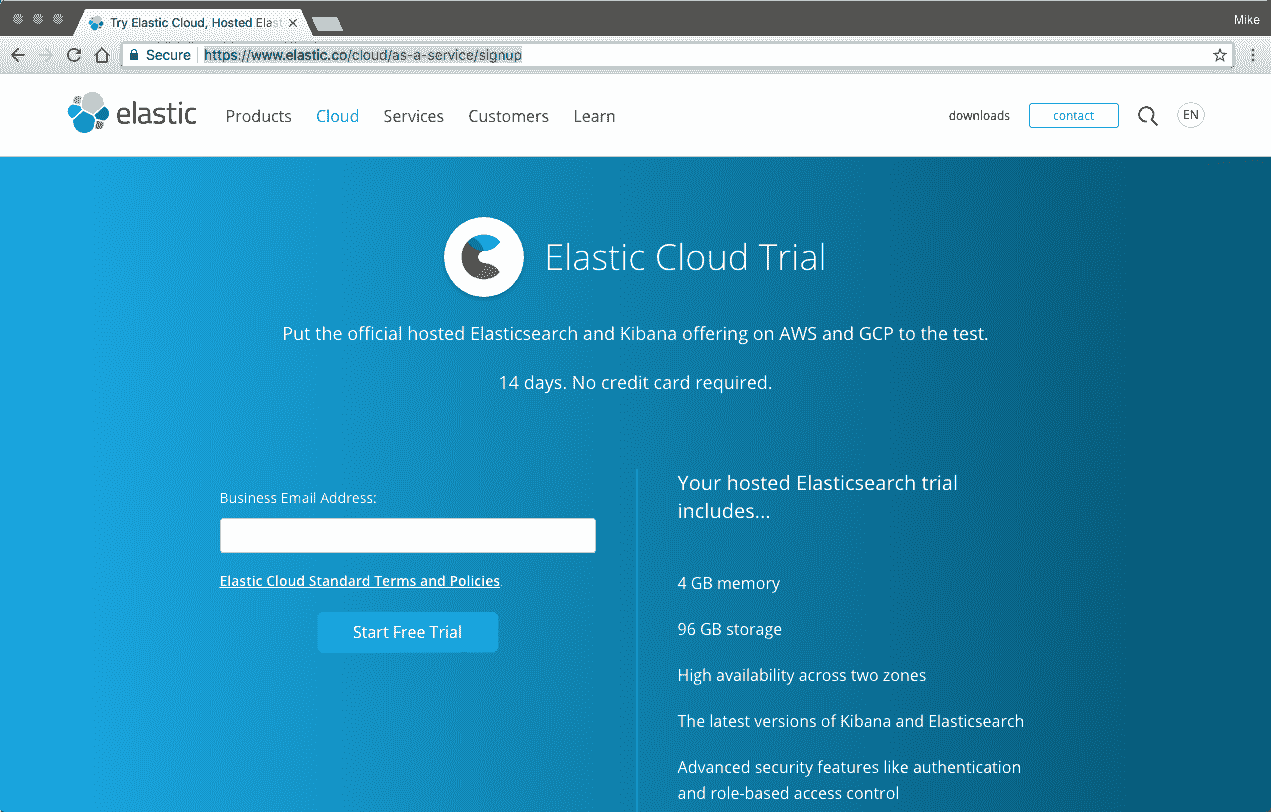 Try Elastic Cloud, Hosted Elast
Mike
Secure https://www.elastic.co/cloud/as-a-service/signup
elastic Products Cloud Services Customers Learn downloads contact EN
Elastic Cloud Trial
Put the official hosted Elasticsearch and Kibana offering on AWS and GCP to the test.
14 days. No credit card required.
Business Email Address:
Elastic Cloud Standard Terms and Policies.
Start Free Trial
Your hosted Elasticsearch trial
includes...
4 GB memory
96 GB storage
High availability across two zones
The latest versions of Kibana and Elasticsearch
Advanced security features like authentication
and role-based access control